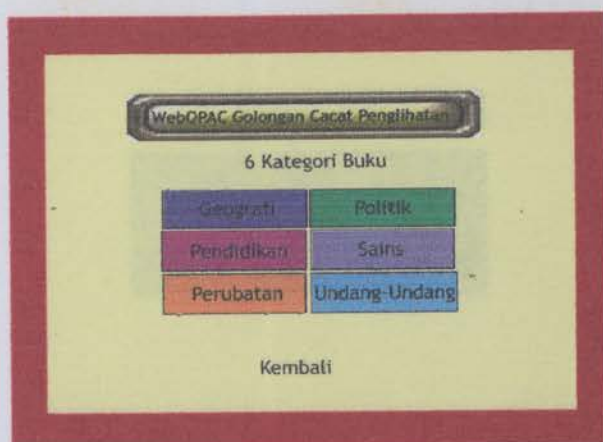 WebOPAC Golongan Cacat Penglihatan
6 Kategori Buku
Geografi Politik
Pendidikan Sains
Perubatan Undang-Undang
Kembali